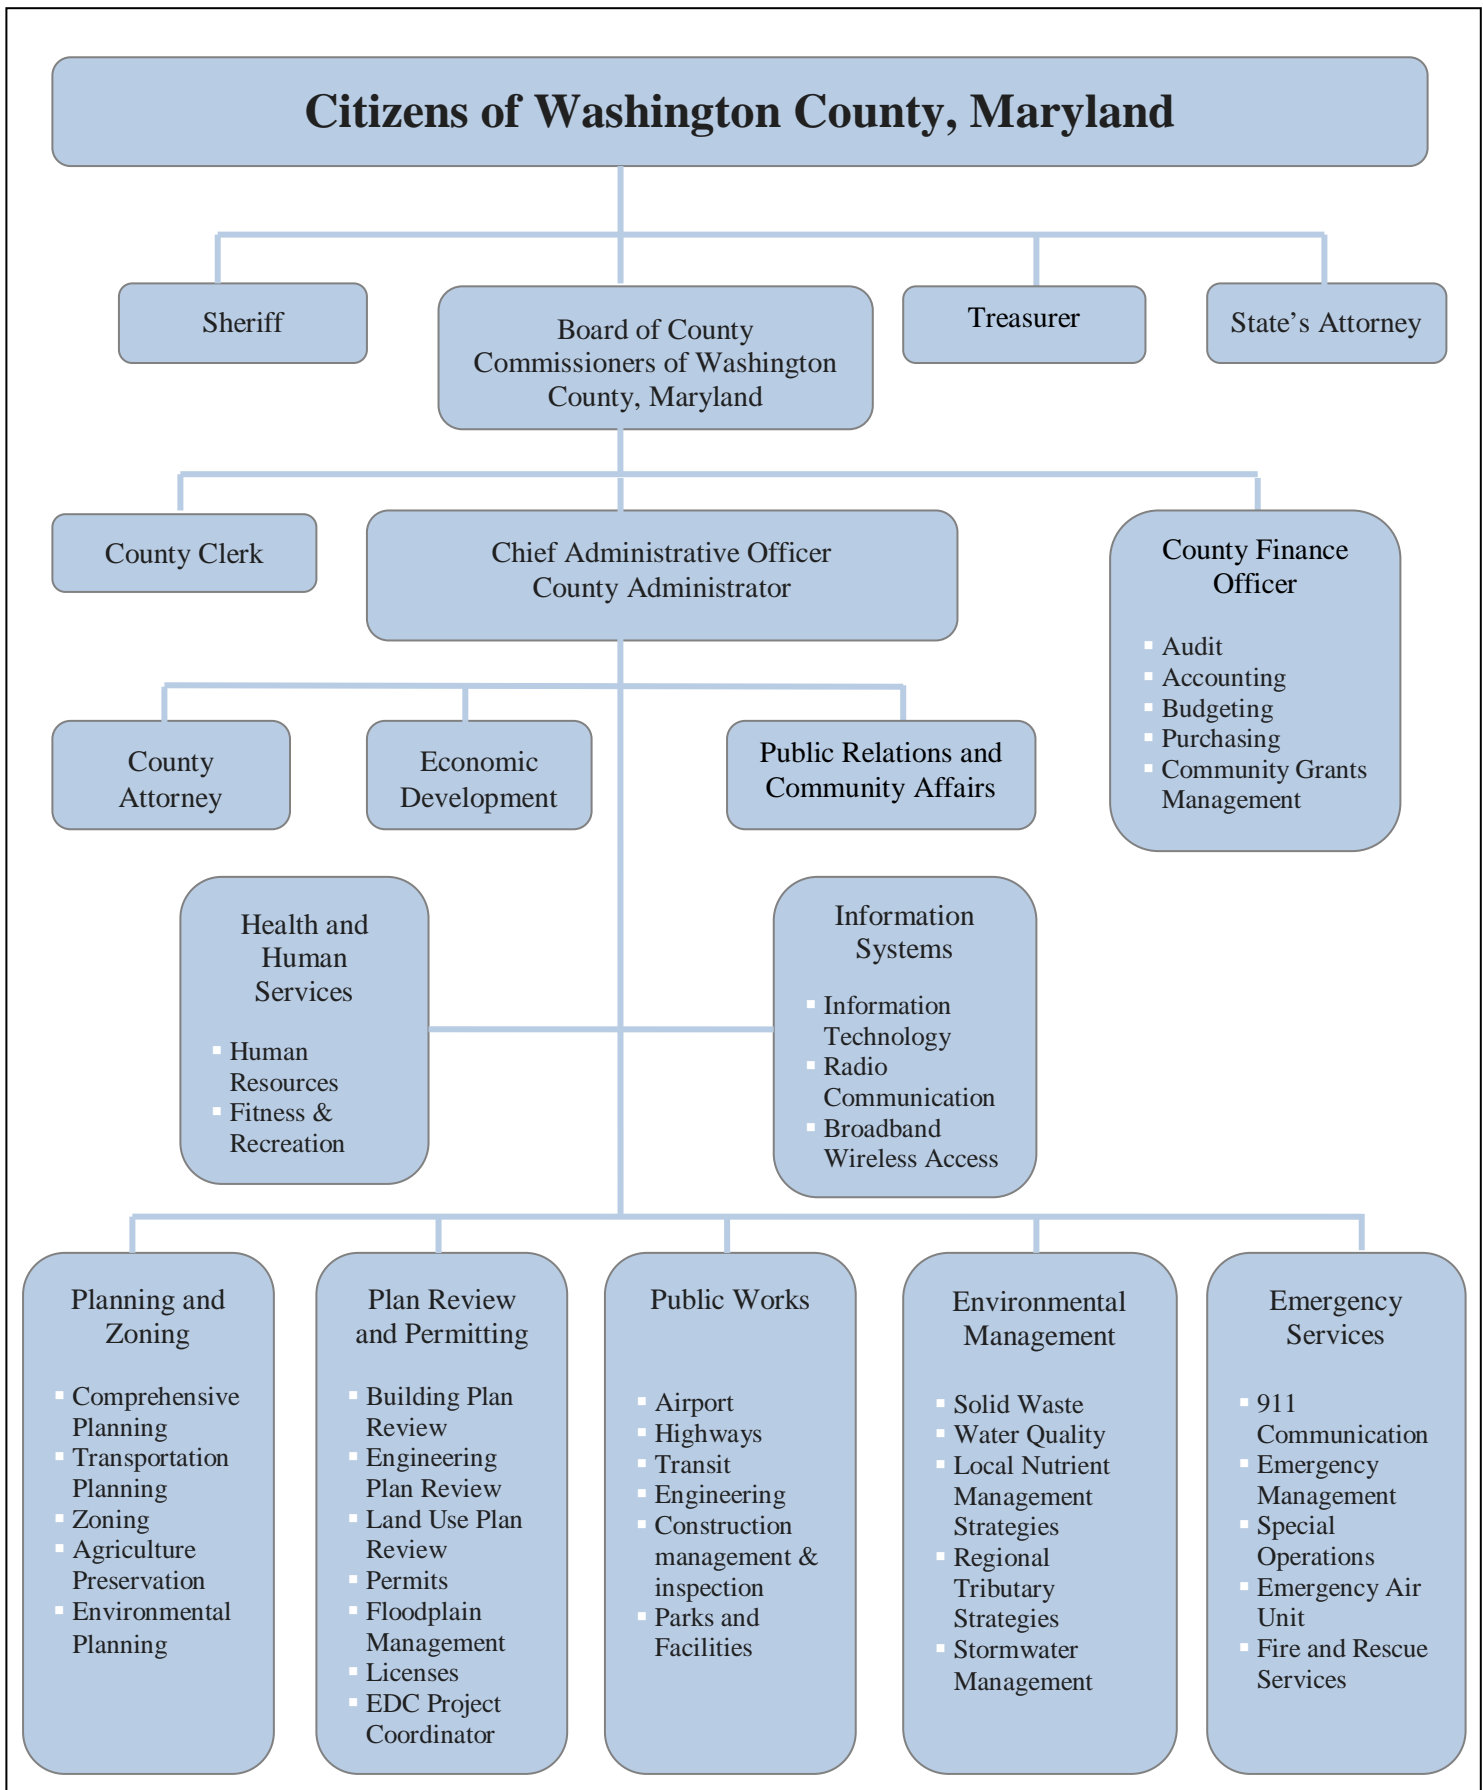 Citizens of Washington County, Maryland
Sheriff
Board of County
Commissioners of Washington
County, Maryland
Treasurer
State’s Attorney
County Clerk
Chief Administrative Officer
County Administrator
County Finance
Officer
▪ Audit
▪ Accounting
▪ Budgeting
▪ Purchasing
▪ Community Grants
Management
County
Attorney
Economic
Development
Public Relations and
Community Affairs
Health and
Human
Services
▪ Human
Resources
▪ Fitness &
Recreation
Information
Systems
▪ Information
Technology
▪ Radio
Communication
▪ Broadband
Wireless Access
Planning and
Zoning
▪ Comprehensive
Planning
▪ Transportation
Planning
▪ Zoning
▪ Agriculture
Preservation
▪ Environmental
Planning
Plan Review
and Permitting
▪ Building Plan
Review
▪ Engineering
Plan Review
▪ Land Use Plan
Review
▪ Permits
▪ Floodplain
Management
▪ Licenses
▪ EDC Project
Coordinator
Public Works
▪ Airport
▪ Highways
▪ Transit
▪ Engineering
▪ Construction
management &
inspection
▪ Parks and
Facilities
Environmental
Management
▪ Solid Waste
▪ Water Quality
▪ Local Nutrient
Management
Strategies
▪ Regional
Tributary
Strategies
▪ Stormwater
Management
Emergency
Services
▪ 911
Communication
▪ Emergency
Management
▪ Special
Operations
▪ Emergency Air
Unit
▪ Fire and Rescue
Services